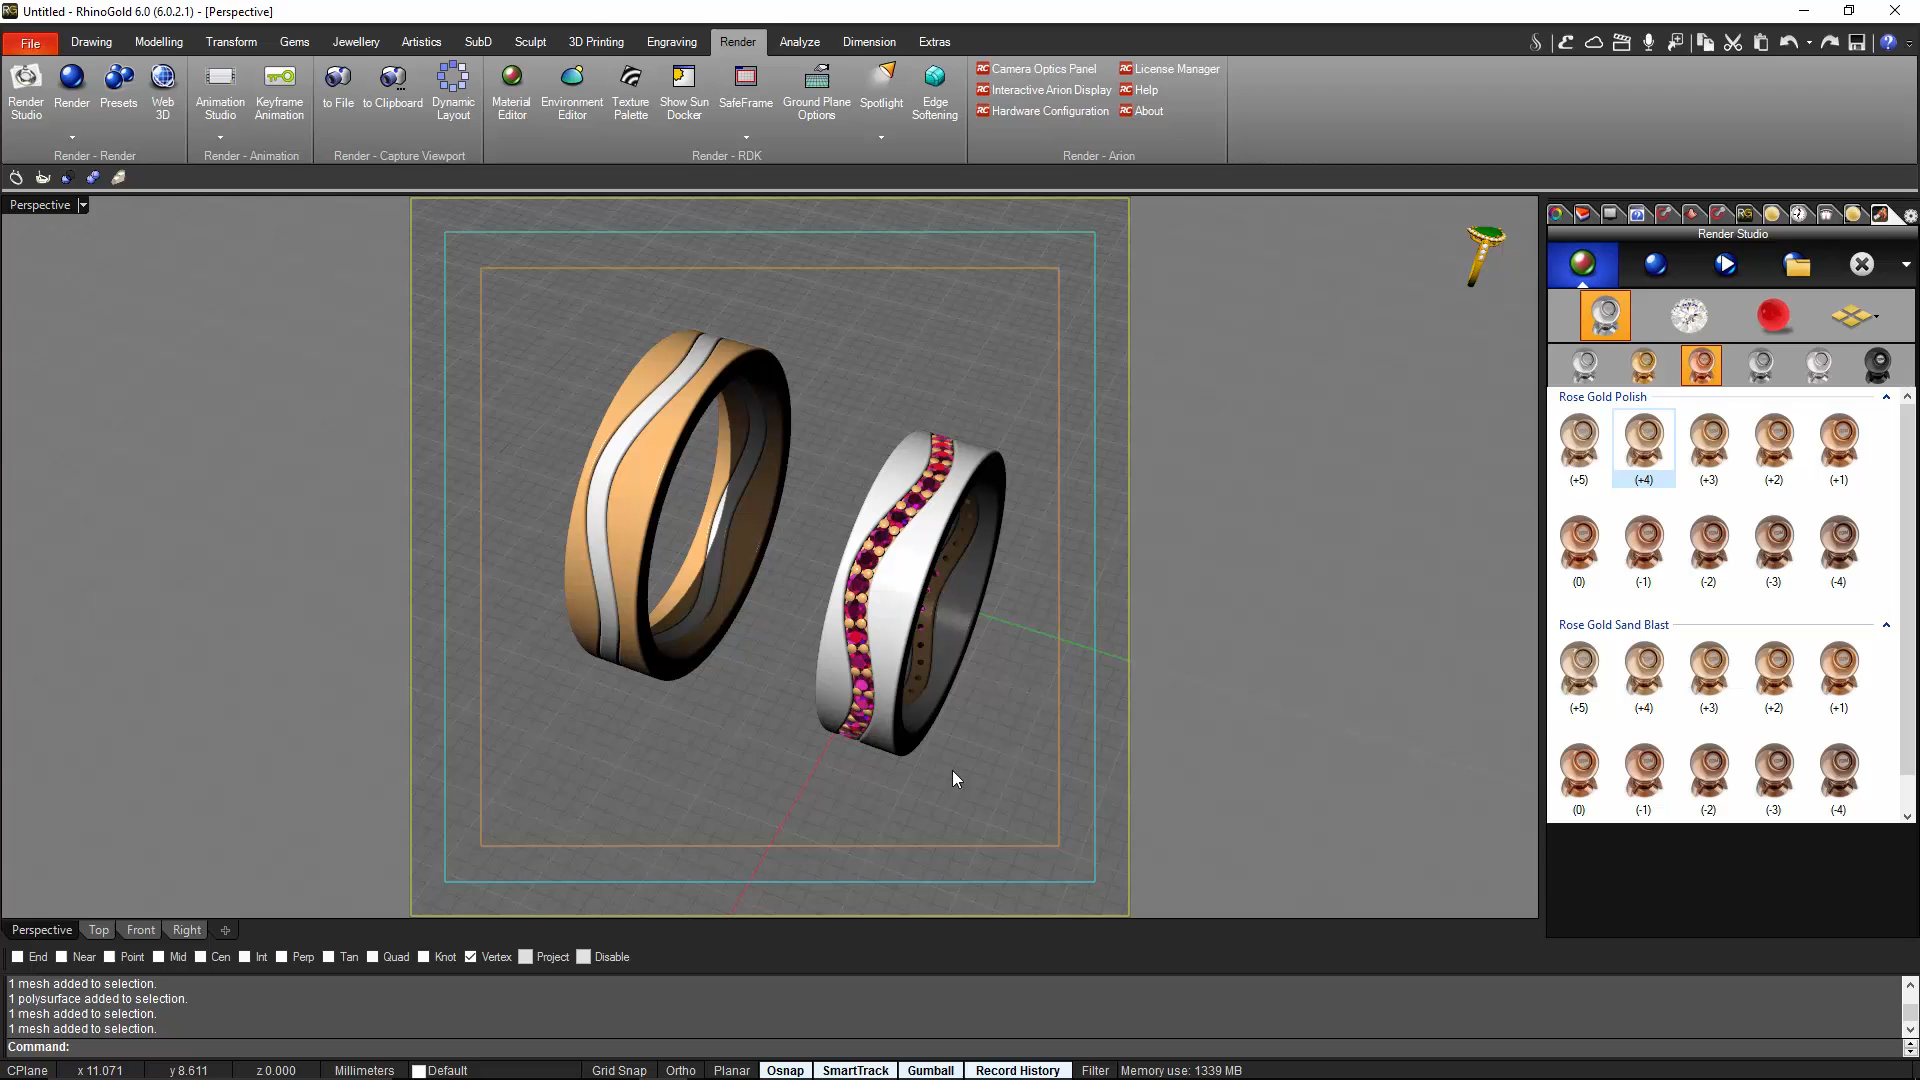 Untitled - RhinoGold 6.0 (6.0.2.1) - [Perspective]
File Drawing Modelling Transform Gems Jewellery Artistics SubD Sculpt 3D Printing Engraving Render Analyze Dimension Extras
Render Studio
Render
Presets
Web 3D
Animation Studio
Keyframe Animation
to File
to Clipboard
Dynamic Layout
Material Editor
Environment Editor
Texture Palette
Show Sun Docker
SafeFrame
Ground Plane Options
Spotlight
Edge Softening
RC Camera Optics Panel
RC License Manager
RC Interactive Arion Display
RC Help
RC Hardware Configuration
RC About
Render - Render
Render - Animation
Render - Capture Viewport
Render - RDK
Render - Arion
Perspective
Render Studio
Rose Gold Polish
(+5) (+4) (+3) (+2) (+1)
(0) (-1) (-2) (-3) (-4)
Rose Gold Sand Blast
(+5) (+4) (+3) (+2) (+1)
(0) (-1) (-2) (-3) (-4)
Perspective Top Front Right
End Near Point Mid Cen Int Perp Tan Quad Knot Vertex Project Disable
1 mesh added to selection.
1 polysurface added to selection.
1 mesh added to selection.
1 mesh added to selection.
Command:
CPlane x 11.071 y 8.611 z 0.000 Millimeters Default Grid Snap Ortho Planar Osnap SmartTrack Gumball Record History Filter Memory use: 1339 MB